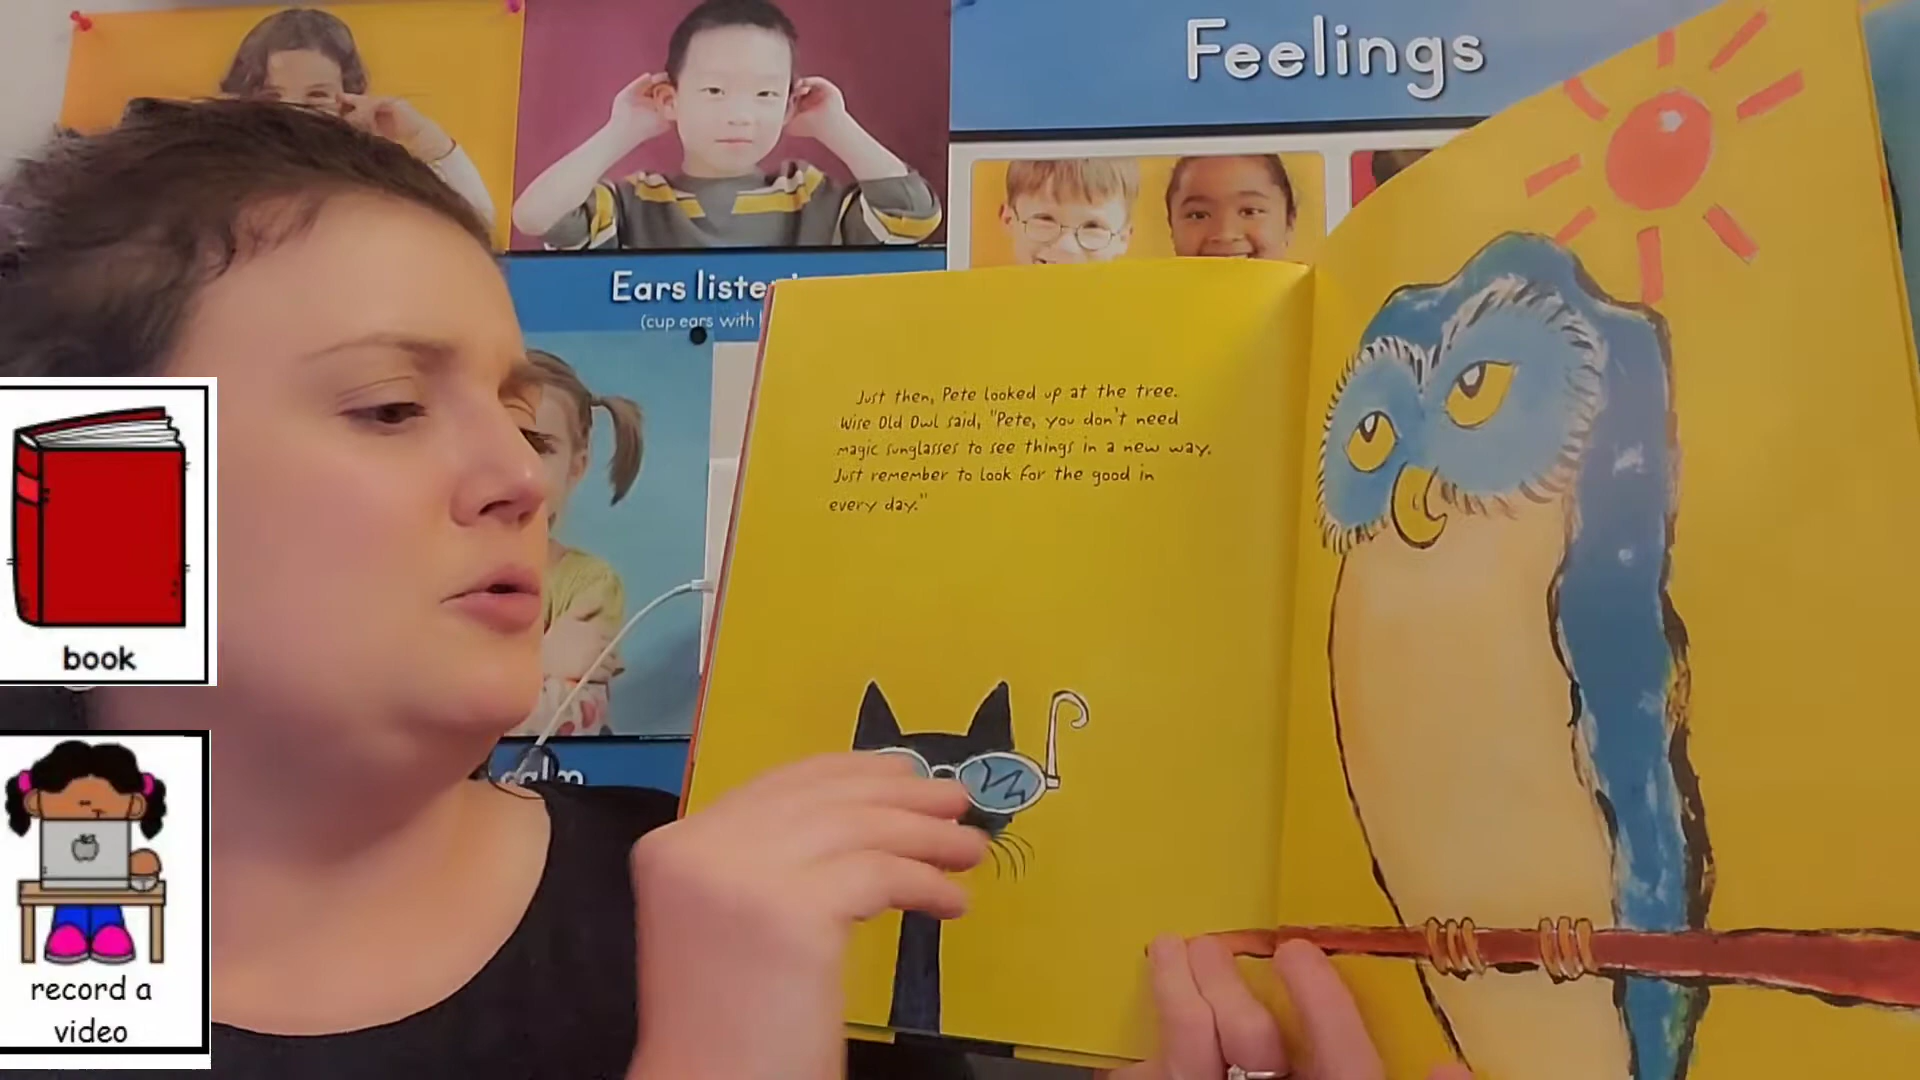 Feelings
Ears
(cup ears with
Just then, Pete looked up at the tree.
Wise Old Owl said, "Pete, you don't need
magic sunglasses to see things in a new way.
Just remember to look for the good in
every day."
calm
book
record a
video